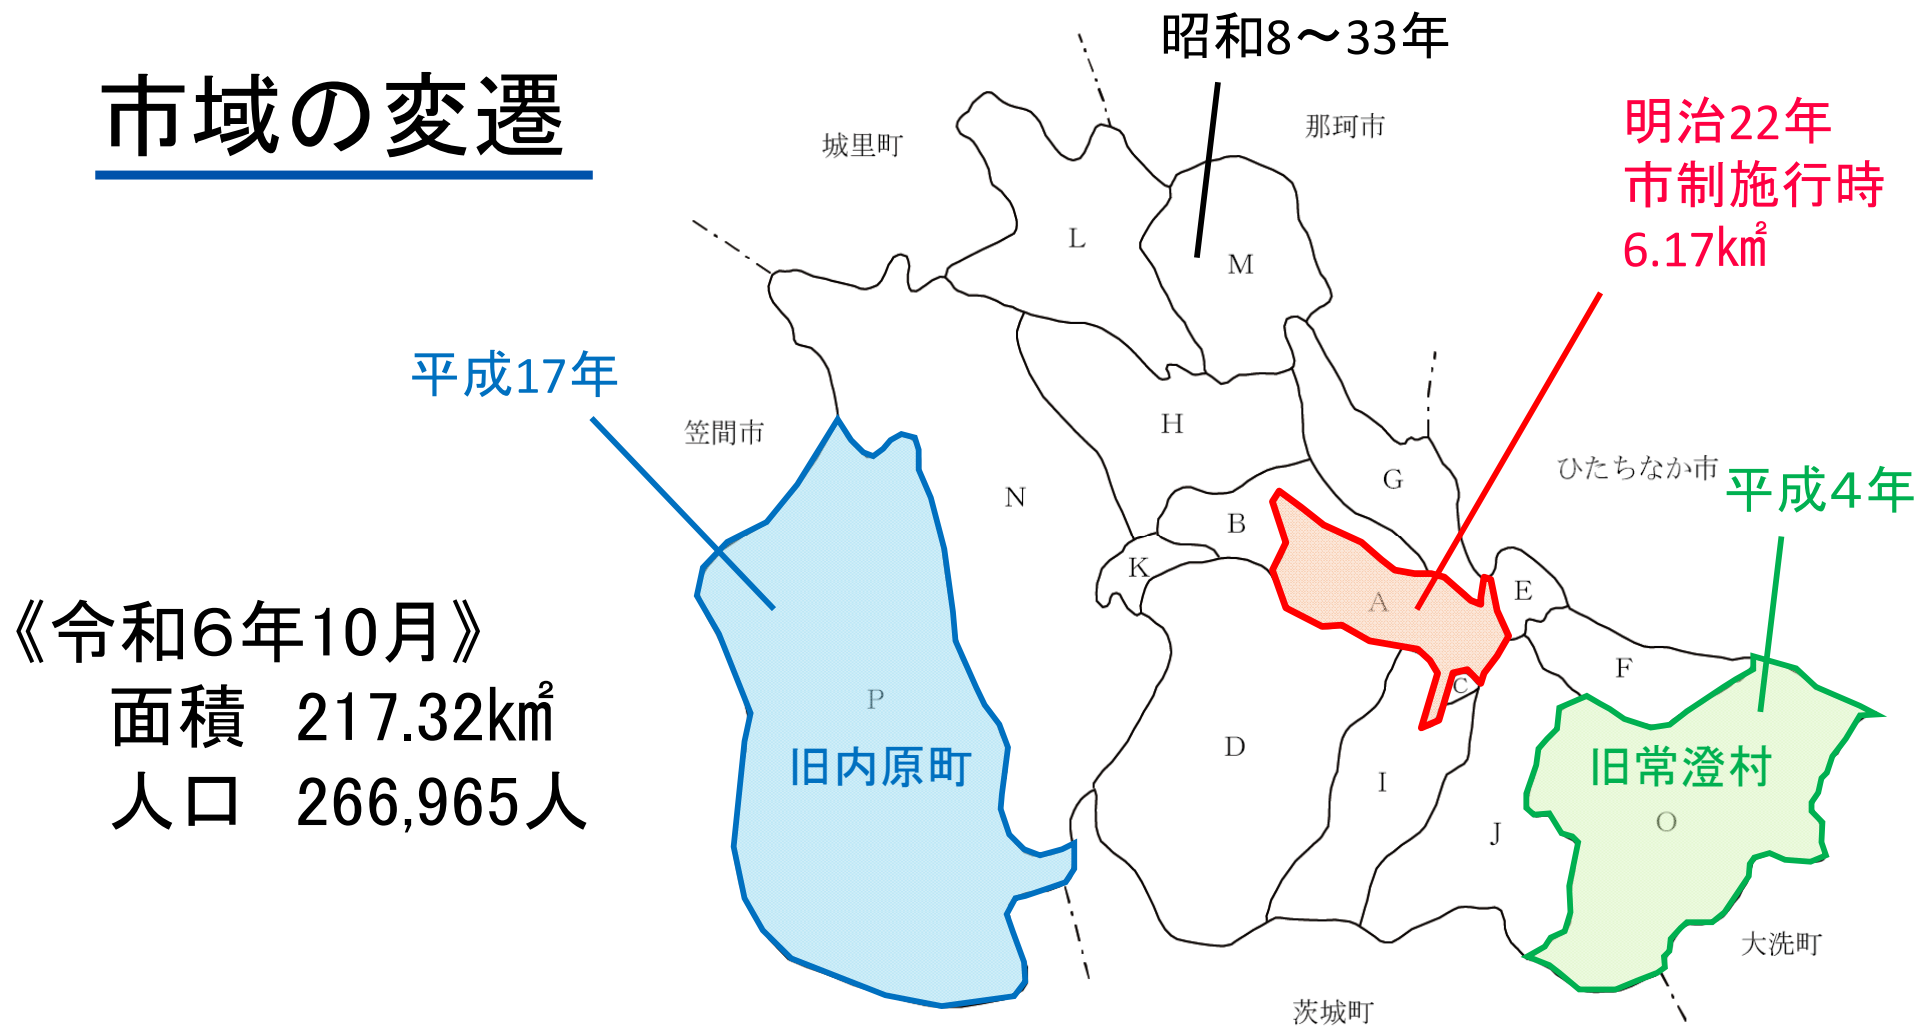 市域の変遷
昭和8～33年
明治22年
市制施行時
6.17k㎡
城里町
那珂市
L
M
平成17年
笠間市
H
N
G
ひたちなか市
平成４年
B
K
A
E
《令和６年10月》
面積　217.32k㎡
人口　266,965人
P
旧内原町
C
F
D
I
J
旧常澄村
O
大洗町
茨城町